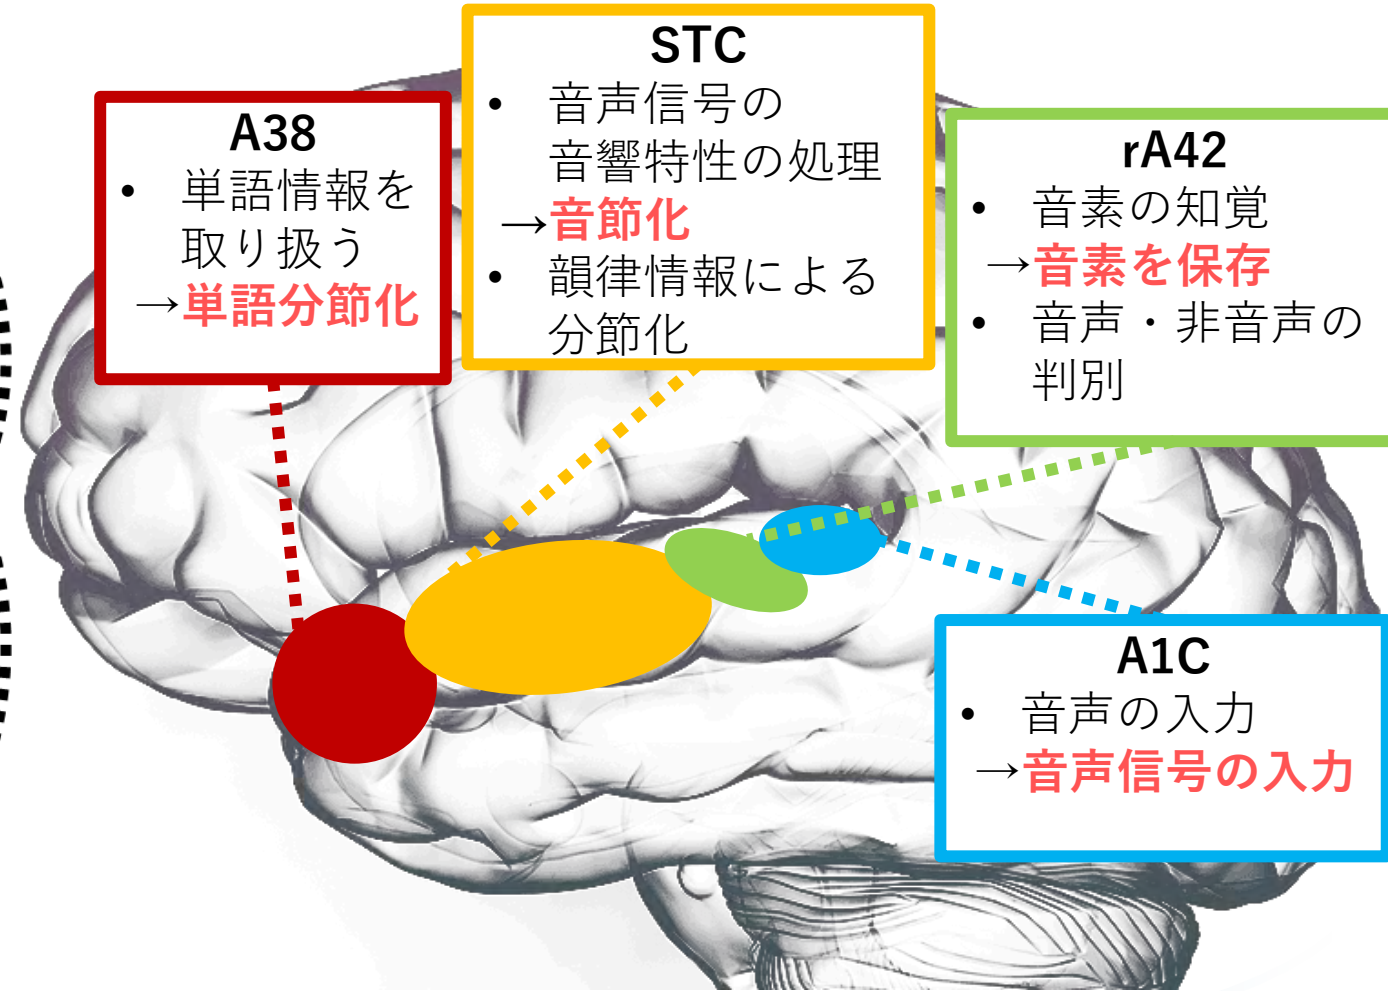 A38
• 単語情報を
取り扱う
→単語分節化
STC
• 音声信号の
音響特性の処理
→音節化
• 韻律情報による
分節化
rA42
• 音素の知覚
→音素を保存
• 音声・非音声の
判別
A1C
• 音声の入力
→音声信号の入力